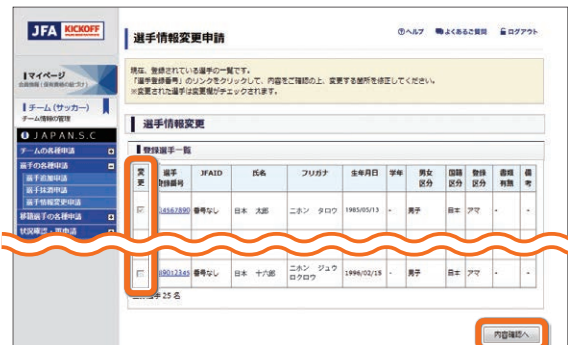 JFA KICKOFF
選手情報変更申請
ヘルプ よくあるご質問 ログアウト
マイページ
現在、登録されている選手の一覧です。
「選手登録番号」のリンクをクリックして、内容をご確認の上、変更する箇所を修正してください。
※変更された選手は変更欄がチェックされます。
チーム (サッカー)
チーム情報の管理
JAPAN.S.C
チームの各種申請
選手の各種申請
選手追加申請
選手抹消申請
選手情報変更申請
移籍選手の各種申請
状況確認・再申請
選手情報変更
登録選手一覧
変更 選手登録番号 JFAID 氏名 フリガナ 生年月日 学年 男女区分 国籍区分 登録区分 書類有無 備考
34567890 番号なし 日本 太郎 ニホン タロウ 1985/05/13 - 男子 日本 アマ - -
89012345 番号なし 日本 十六郎 ニホン ジュウロクロウ 1996/02/15 - 男子 日本 アマ - -
選手25名
内容確認へ